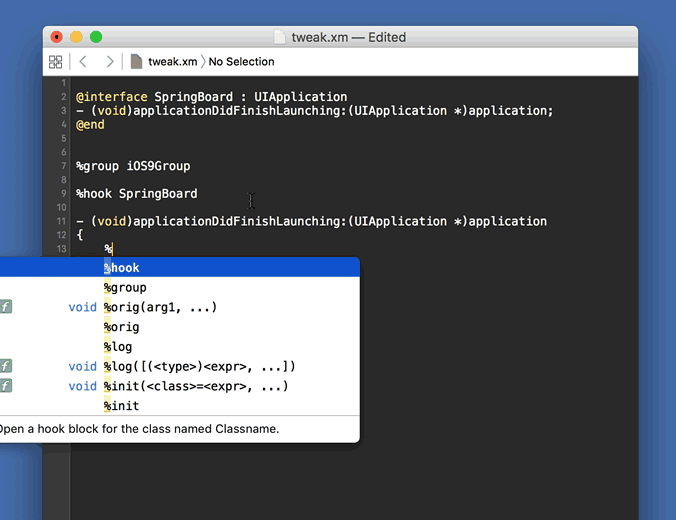 tweak.xm — Edited
tweak.xm 〉No Selection
1
2 @interface SpringBoard : UIApplication
3 - (void)applicationDidFinishLaunching:(UIApplication *)application;
4 @end
5
6
7 %group iOS9Group
8
9 %hook SpringBoard
10
11 - (void)applicationDidFinishLaunching:(UIApplication *)application
12 {
13 %
%hook
%group
f void %orig(arg1, ...)
%orig
%log
f void %log([(<type>)<expr>, ...])
f void %init(<class>=<expr>, ...)
%init
Open a hook block for the class named Classname.